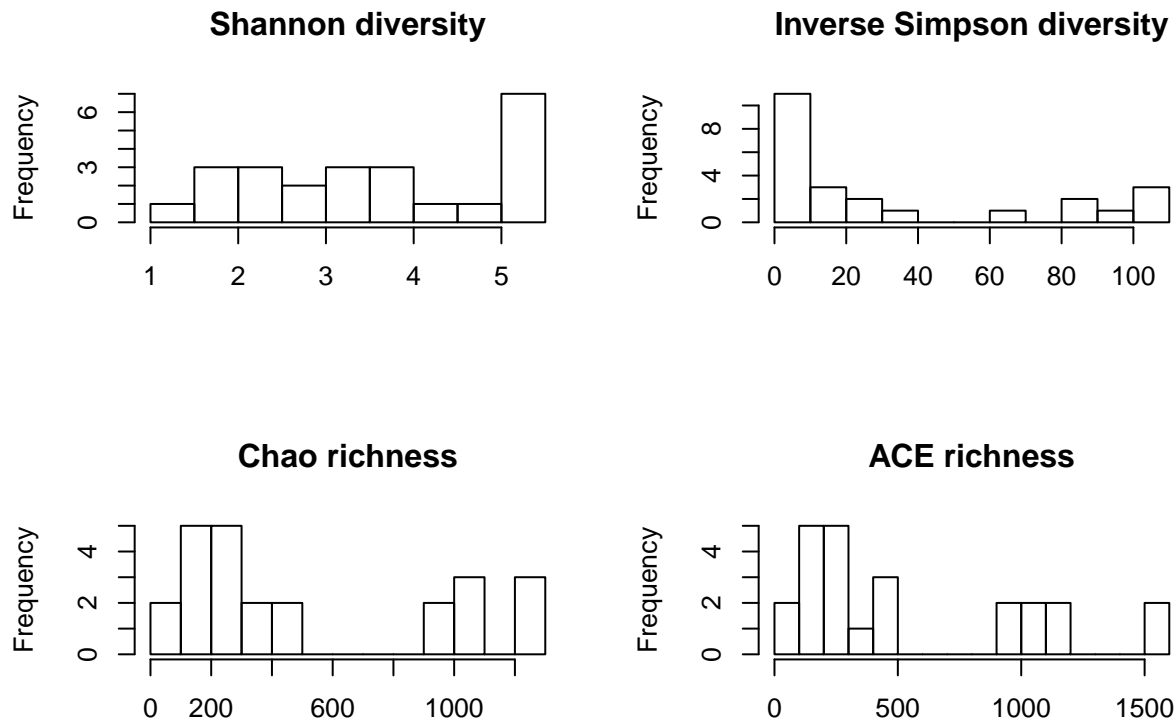 Shannon diversity
Frequency
0 3 6
1 2 3 4 5
Inverse Simpson diversity
Frequency
0 4 8
0 20 40 60 80 100
Chao richness
Frequency
0 2 4
0 200 600 1000
ACE richness
Frequency
0 2 4
0 500 1000 1500